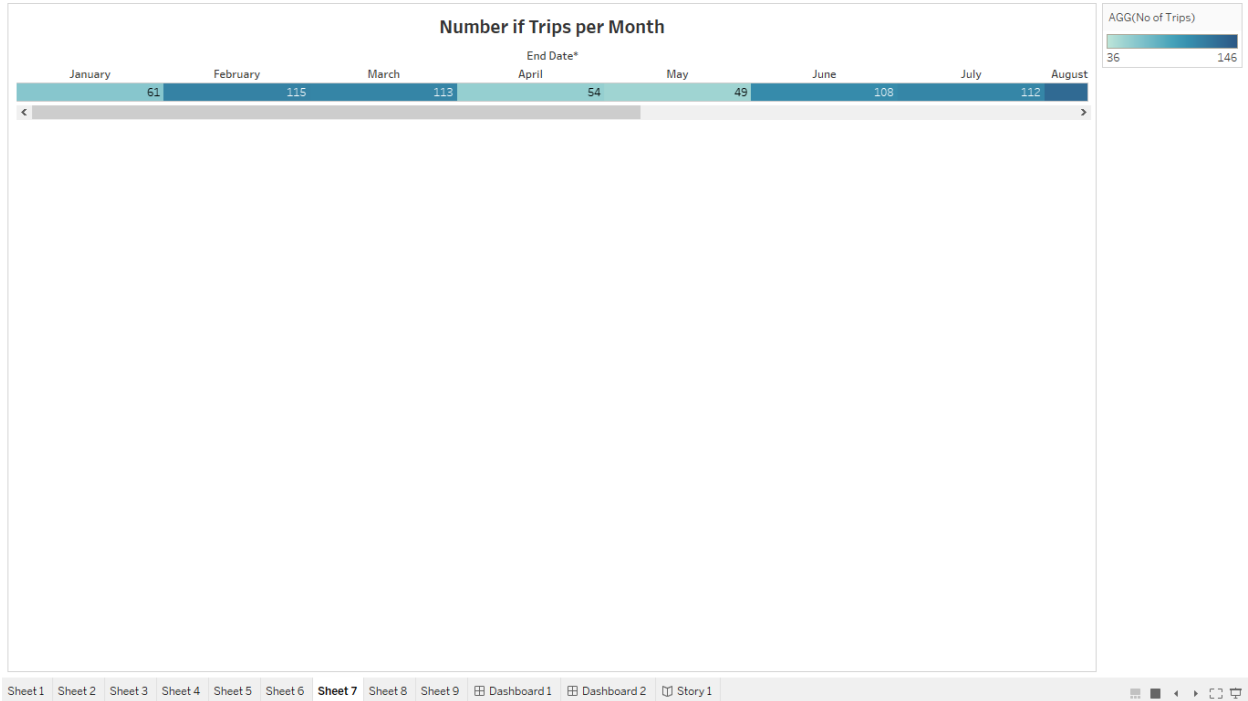 Number if Trips per Month
End Date*
January February March April May June July August
61 115 113 54 49 108 112
AGG(No of Trips)
36 146
Sheet 1 Sheet 2 Sheet 3 Sheet 4 Sheet 5 Sheet 6 Sheet 7 Sheet 8 Sheet 9 Dashboard 1 Dashboard 2 Story 1